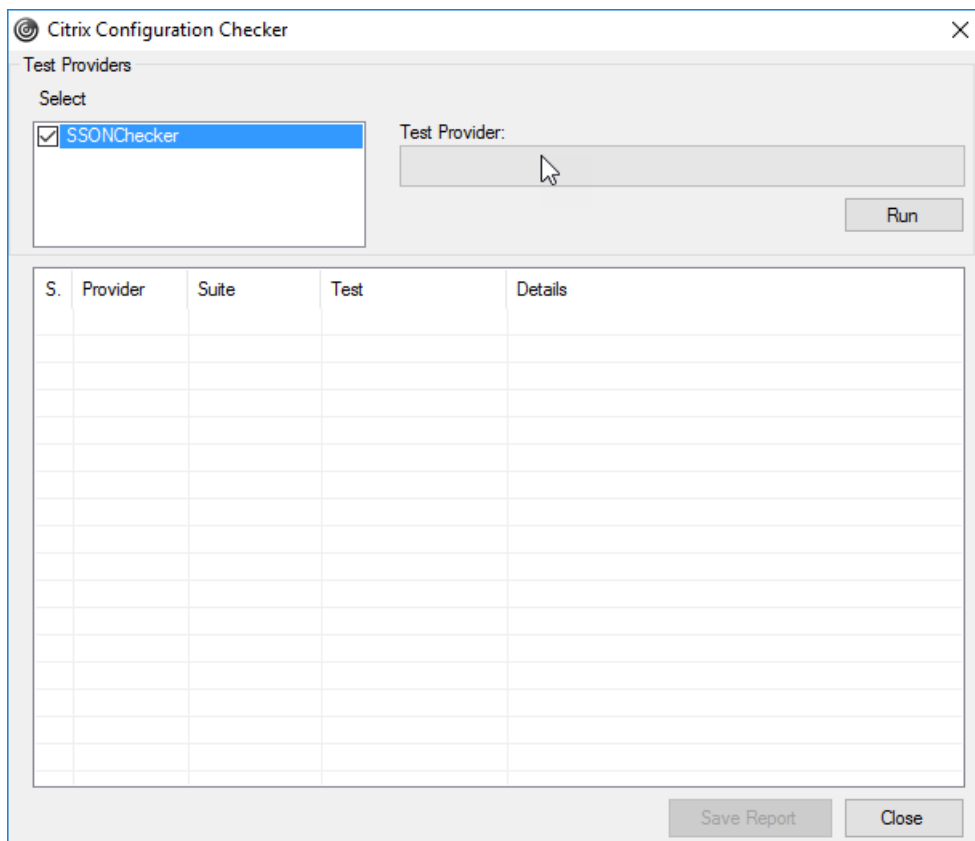 Citrix Configuration Checker
Test Providers
Select
SSONChecker
Test Provider:
Run
S. Provider Suite Test Details
Save Report Close